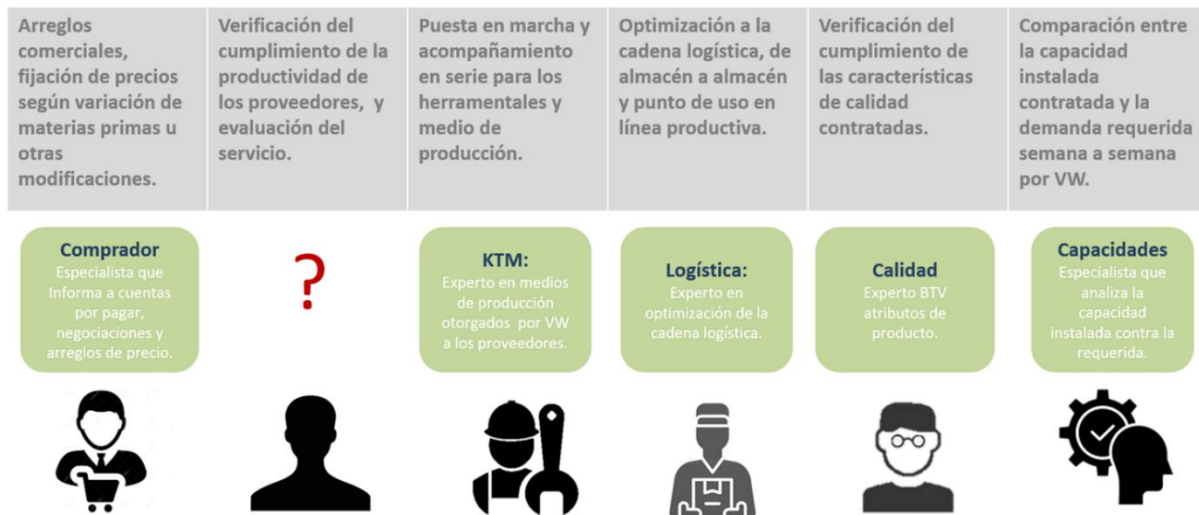 Arreglos
comerciales,
fijación de precios
según variación de
materias primas u
otras
modificaciones.
Verificación del
cumplimiento de la
productividad de
los proveedores,  y
evaluación del
servicio.
Puesta en marcha y
acompañamiento
en serie para los
herramentales y
medio de
producción.
Optimización a la
cadena logística, de
almacén a almacén
y punto de uso en
línea productiva.
Verificación del
cumplimiento de
las características
de calidad
contratadas.
Comparación entre
la capacidad
instalada
contratada y la
demanda requerida
semana a semana
por VW.
Comprador
Especialista que
Informa a cuentas
por pagar,
negociaciones y
arreglos de precio.
?
KTM:
Experto en medios
de producción
otorgados  por VW
a los proveedores.
Logística:
Experto en
optimización de la
cadena logística.
Calidad
Experto BTV
atributos de
producto.
Capacidades
Especialista que
analiza la
capacidad
instalada contra la
requerida.